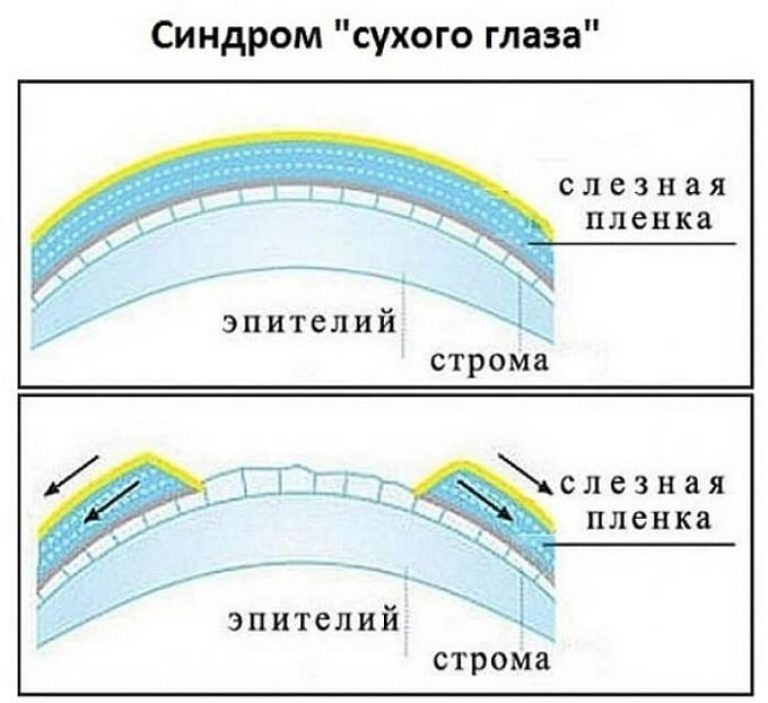 Синдром "сухого глаза"
слезная
пленка
эпителий
строма
слезная
пленка
эпителий
строма